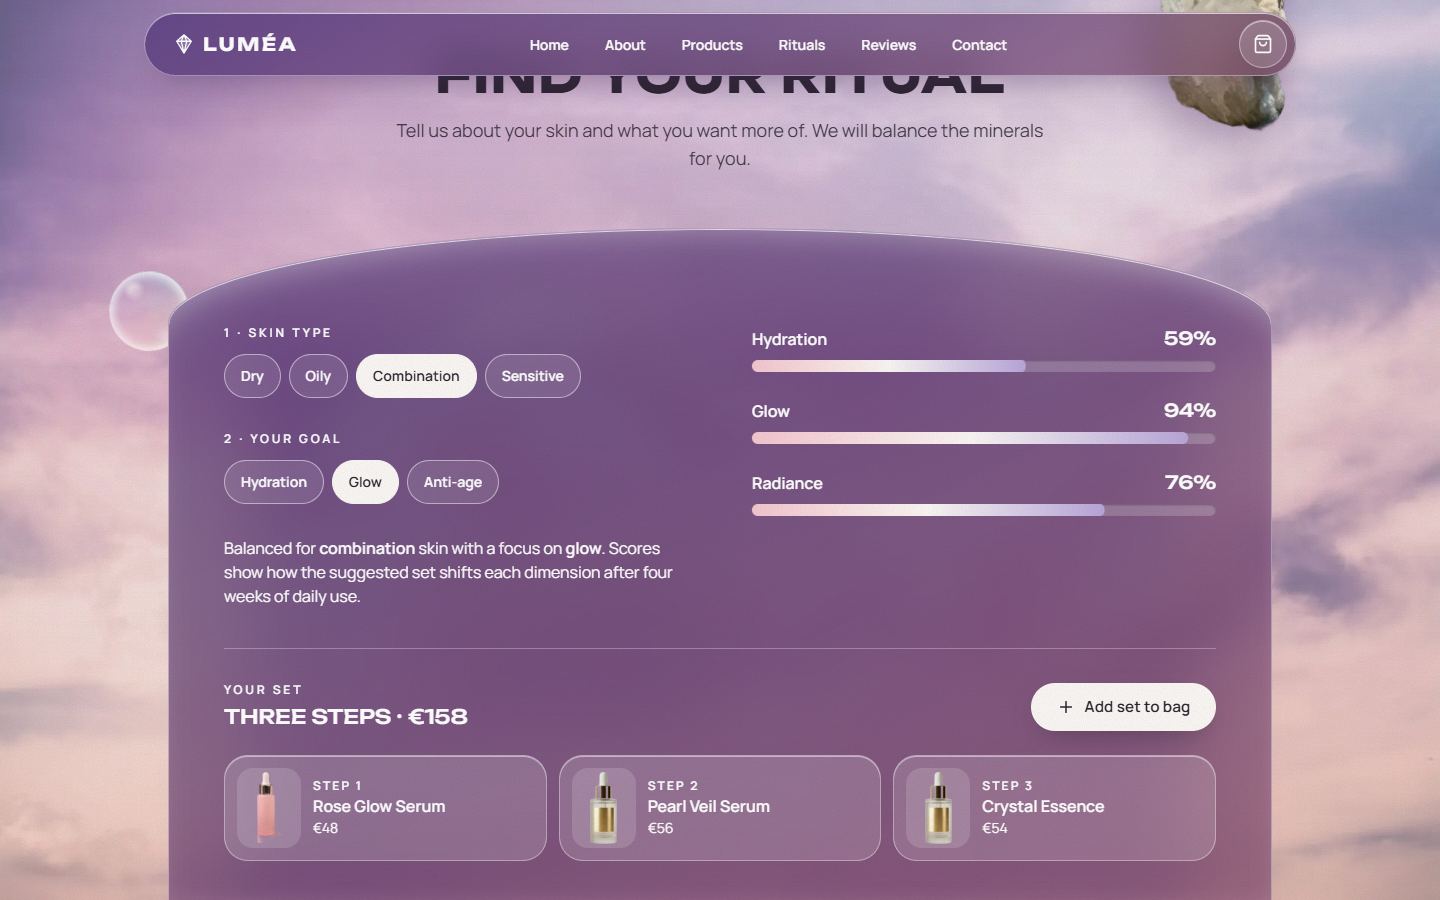 LUMÉA
Home About Products Rituals Reviews Contact
FIND YOUR RITUAL
Tell us about your skin and what you want more of. We will balance the minerals
for you.
1 · SKIN TYPE
Dry Oily Combination Sensitive
2 · YOUR GOAL
Hydration Glow Anti-age
Balanced for combination skin with a focus on glow. Scores
show how the suggested set shifts each dimension after four
weeks of daily use.
Hydration 59%
Glow 94%
Radiance 76%
YOUR SET
THREE STEPS · €158
Add set to bag
STEP 1
Rose Glow Serum
€48
STEP 2
Pearl Veil Serum
€56
STEP 3
Crystal Essence
€54